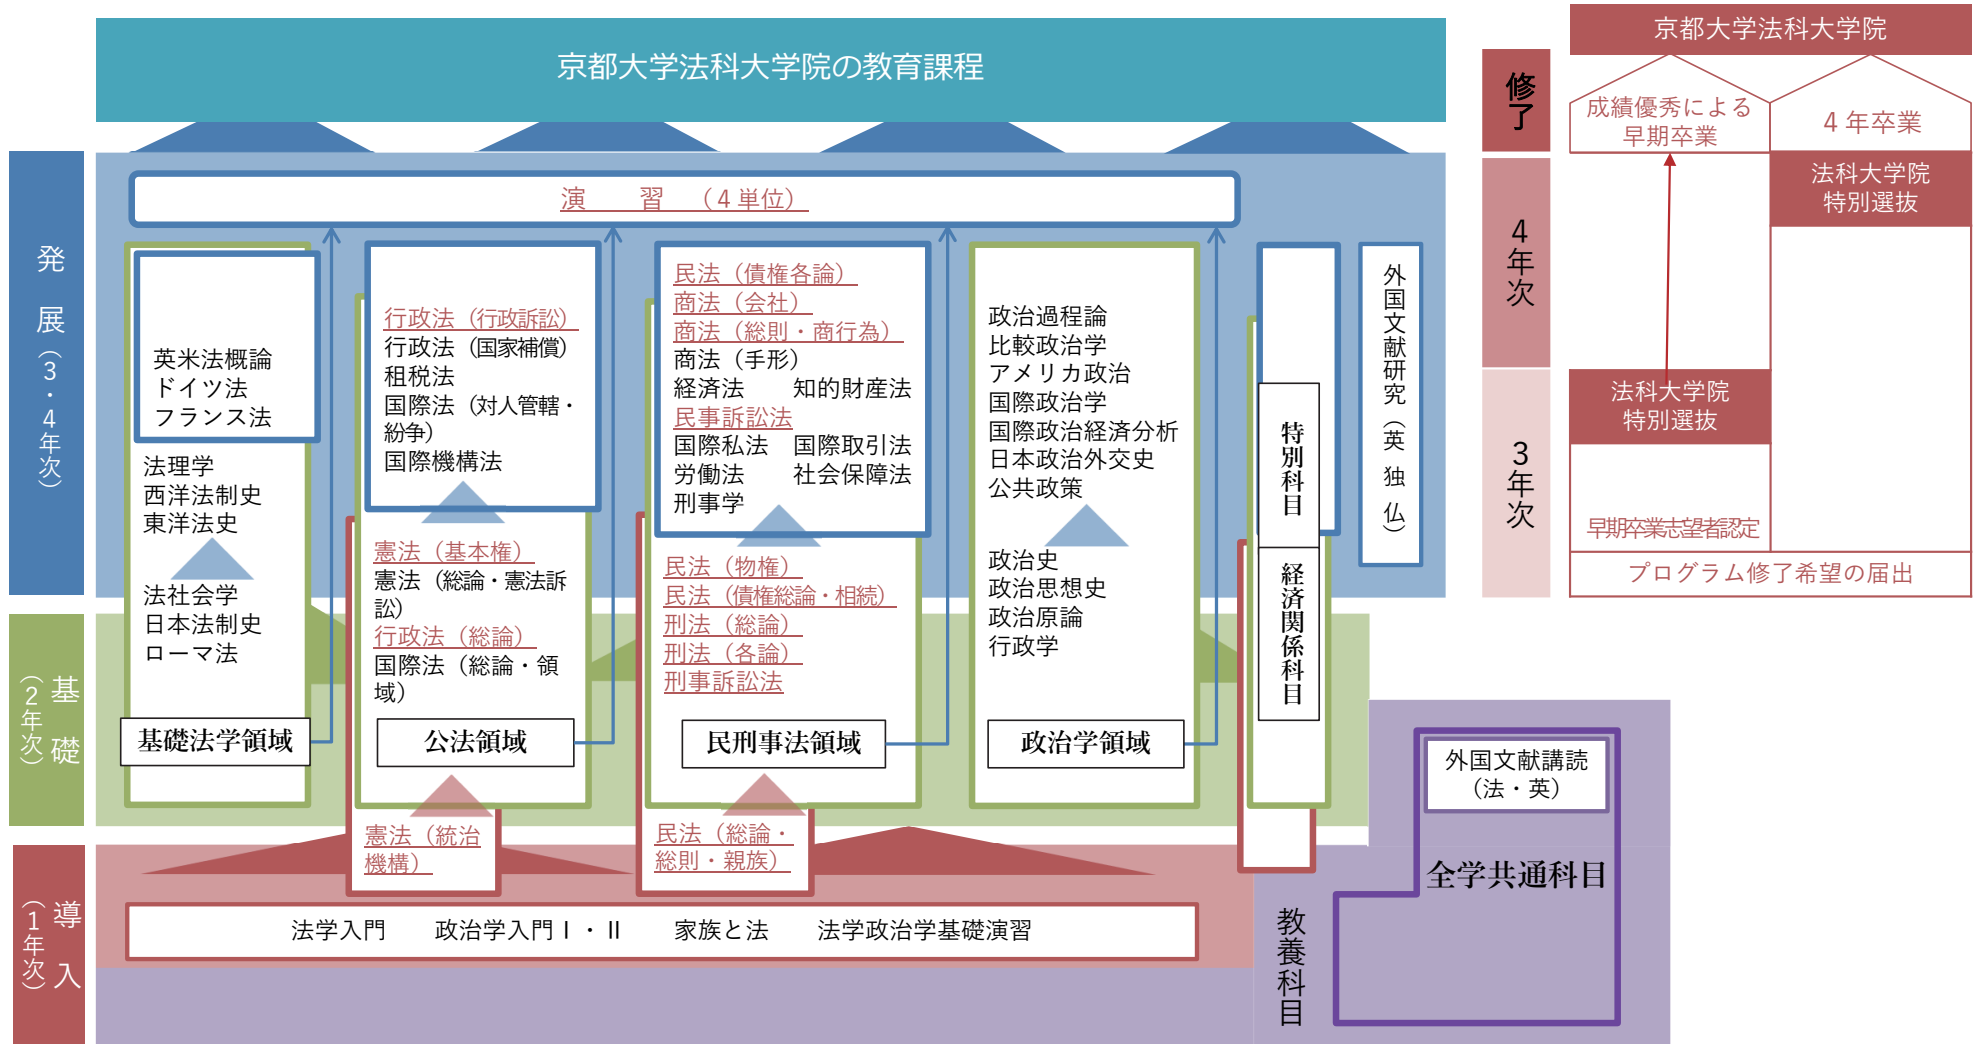 京都大学法科大学院の教育課程
発展(3・4年次)
演　習　(4単位)
英米法概論
ドイツ法
フランス法
法理学
西洋法制史
東洋法史
法社会学
日本法制史
ローマ法
基礎法学領域
行政法(行政訴訟)
行政法(国家補償)
租税法
国際法(対人管轄・
紛争)
国際機構法
憲法(基本権)
憲法(総論・憲法訴
訟)
行政法(総論)
国際法(総論・領
域)
公法領域
憲法(統治
機構)
民法(債権各論)
商法(会社)
商法(総則・商行為)
商法(手形)
経済法　知的財産法
民事訴訟法
国際私法　国際取引法
労働法　社会保障法
刑事学
民法(物権)
民法(債権総論・相続)
刑法(総論)
刑法(各論)
刑事訴訟法
民刑事法領域
民法(総論・
総則・親族)
政治過程論
比較政治学
アメリカ政治
国際政治学
国際政治経済分析
日本政治外交史
公共政策
政治史
政治思想史
政治原論
行政学
政治学領域
特別科目
経済関係科目
外国文献研究(英 独 仏)
基礎
(2年次)
導入
(1年次)
法学入門　政治学入門Ⅰ・Ⅱ　家族と法　法学政治学基礎演習
教養科目
外国文献講読
(法・英)
全学共通科目
京都大学法科大学院
修了
成績優秀による
早期卒業
4年卒業
4年次
法科大学院
特別選抜
3年次
法科大学院
特別選抜
早期卒業志望者認定
プログラム修了希望の届出